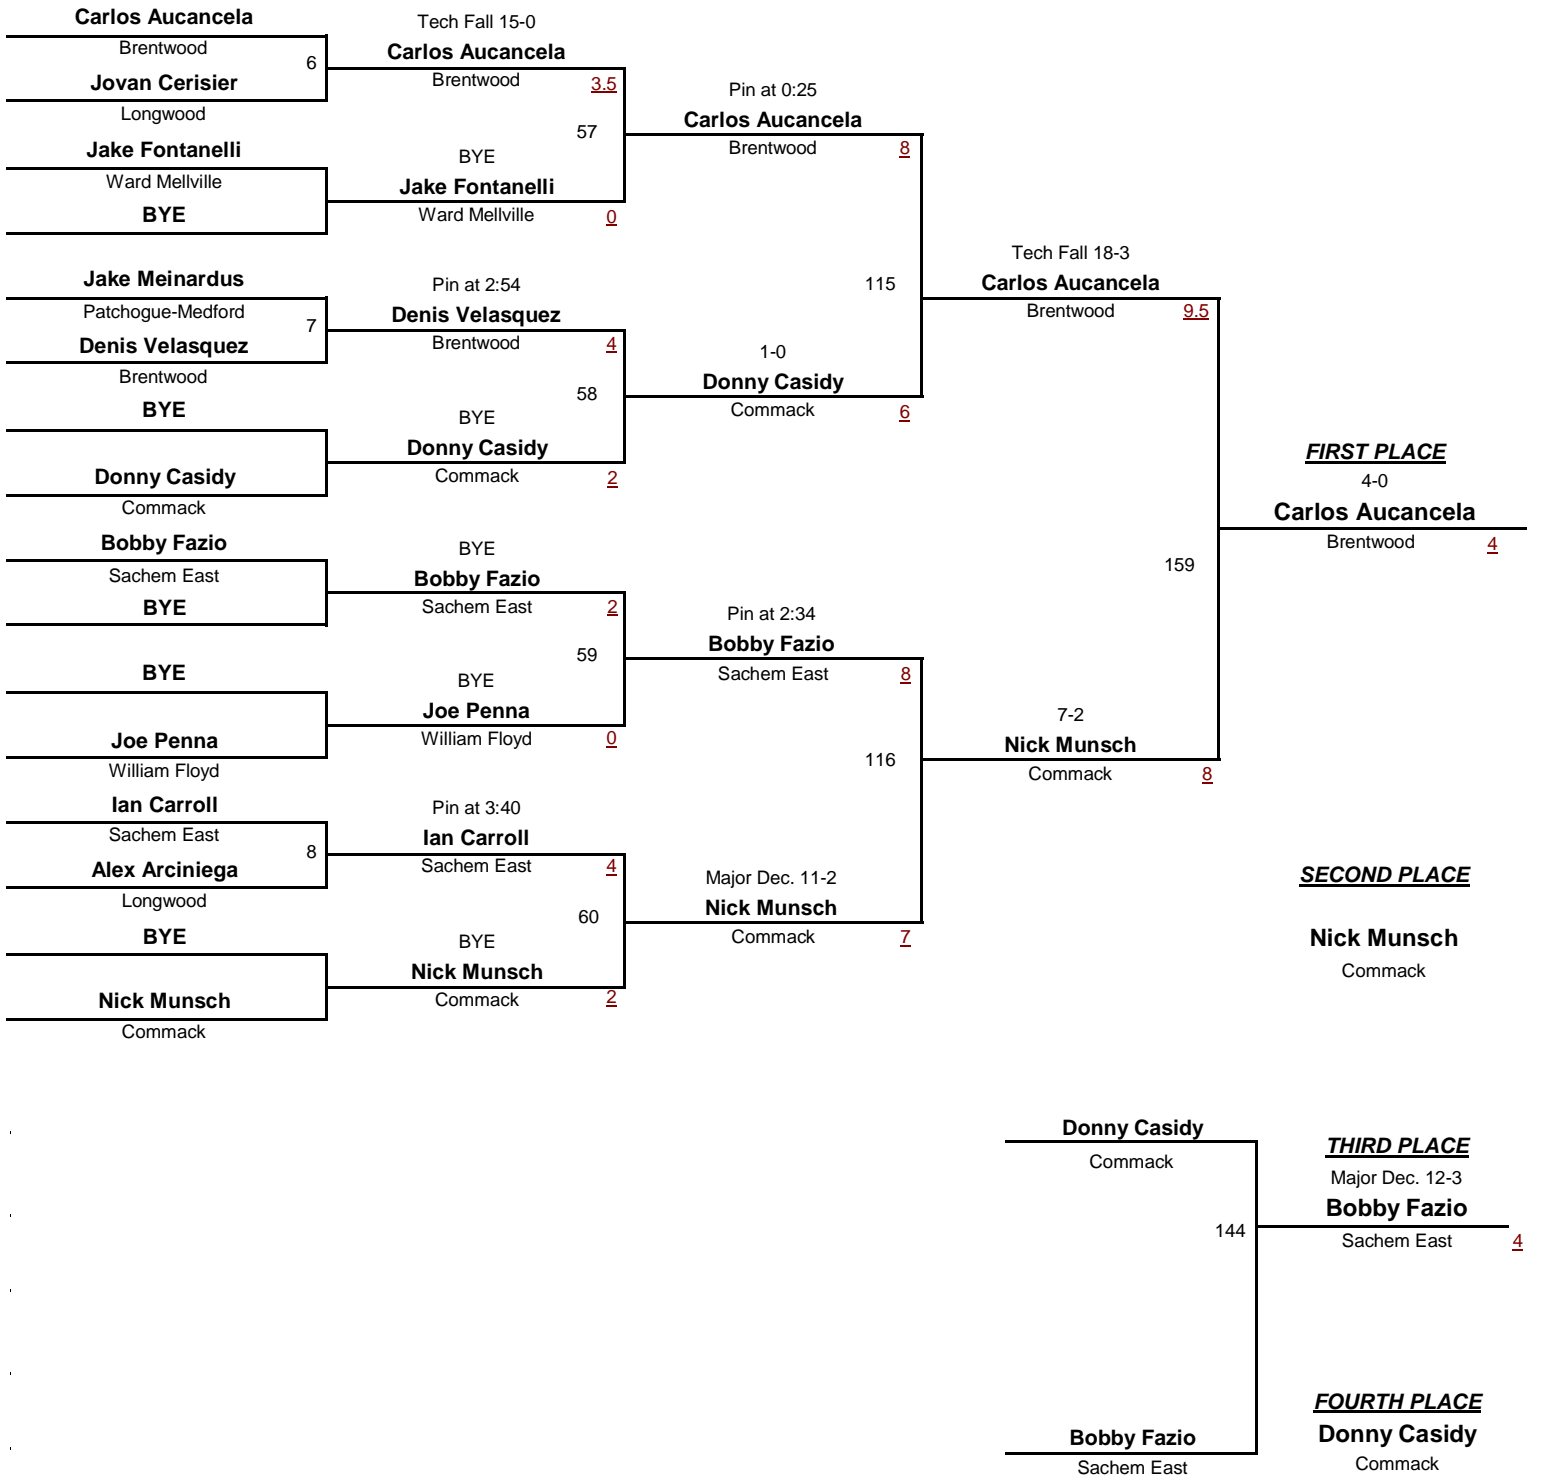 Carlos Aucancela
Brentwood
6
Jovan Cerisier
Longwood
Jake Fontanelli
Ward Mellville
BYE
Jake Meinardus
Patchogue-Medford
7
Denis Velasquez
Brentwood
BYE
Donny Casidy
Commack
Bobby Fazio
Sachem East
BYE
BYE
Joe Penna
William Floyd
Ian Carroll
Sachem East
8
Alex Arciniega
Longwood
BYE
Nick Munsch
Commack
Tech Fall 15-0
Carlos Aucancela
Brentwood
3.5
57
BYE
Jake Fontanelli
Ward Mellville
0
Pin at 2:54
Denis Velasquez
Brentwood
4
58
BYE
Donny Casidy
Commack
2
BYE
Bobby Fazio
Sachem East
2
59
BYE
Joe Penna
William Floyd
0
Pin at 3:40
Ian Carroll
Sachem East
4
60
BYE
Nick Munsch
Commack
2
Pin at 0:25
Carlos Aucancela
Brentwood
8
115
1-0
Donny Casidy
Commack
6
Pin at 2:34
Bobby Fazio
Sachem East
8
116
Major Dec. 11-2
Nick Munsch
Commack
7
Tech Fall 18-3
Carlos Aucancela
Brentwood
9.5
159
7-2
Nick Munsch
Commack
8
FIRST PLACE
4-0
Carlos Aucancela
Brentwood
4
SECOND PLACE
Nick Munsch
Commack
Donny Casidy
Commack
144
Bobby Fazio
Sachem East
THIRD PLACE
Major Dec. 12-3
Bobby Fazio
Sachem East
4
FOURTH PLACE
Donny Casidy
Commack